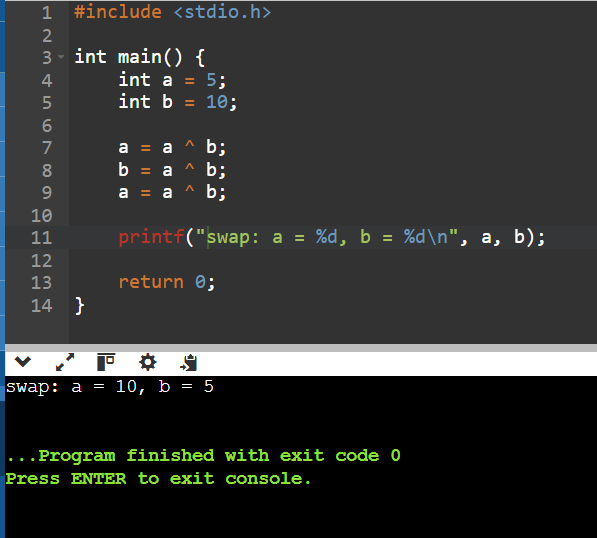 1 #include <stdio.h>
2
3 int main() {
4     int a = 5;
5     int b = 10;
6
7     a = a ^ b;
8     b = a ^ b;
9     a = a ^ b;
10
11     printf("swap: a = %d, b = %d\n", a, b);
12
13     return 0;
14 }
swap: a = 10, b = 5
...Program finished with exit code 0
Press ENTER to exit console.